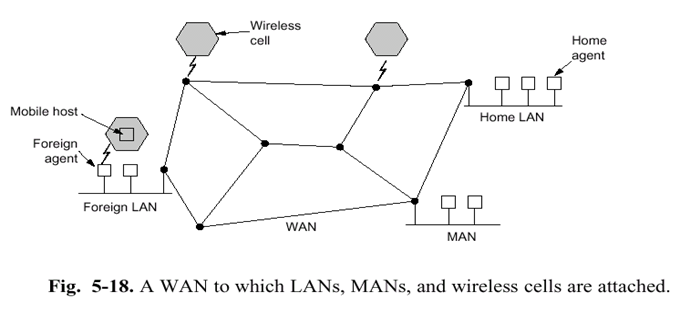 Wireless
cell
Home
agent
Mobile host
Home LAN
Foreign
agent
Foreign LAN
WAN
MAN
Fig. 5-18. A WAN to which LANs, MANs, and wireless cells are attached.